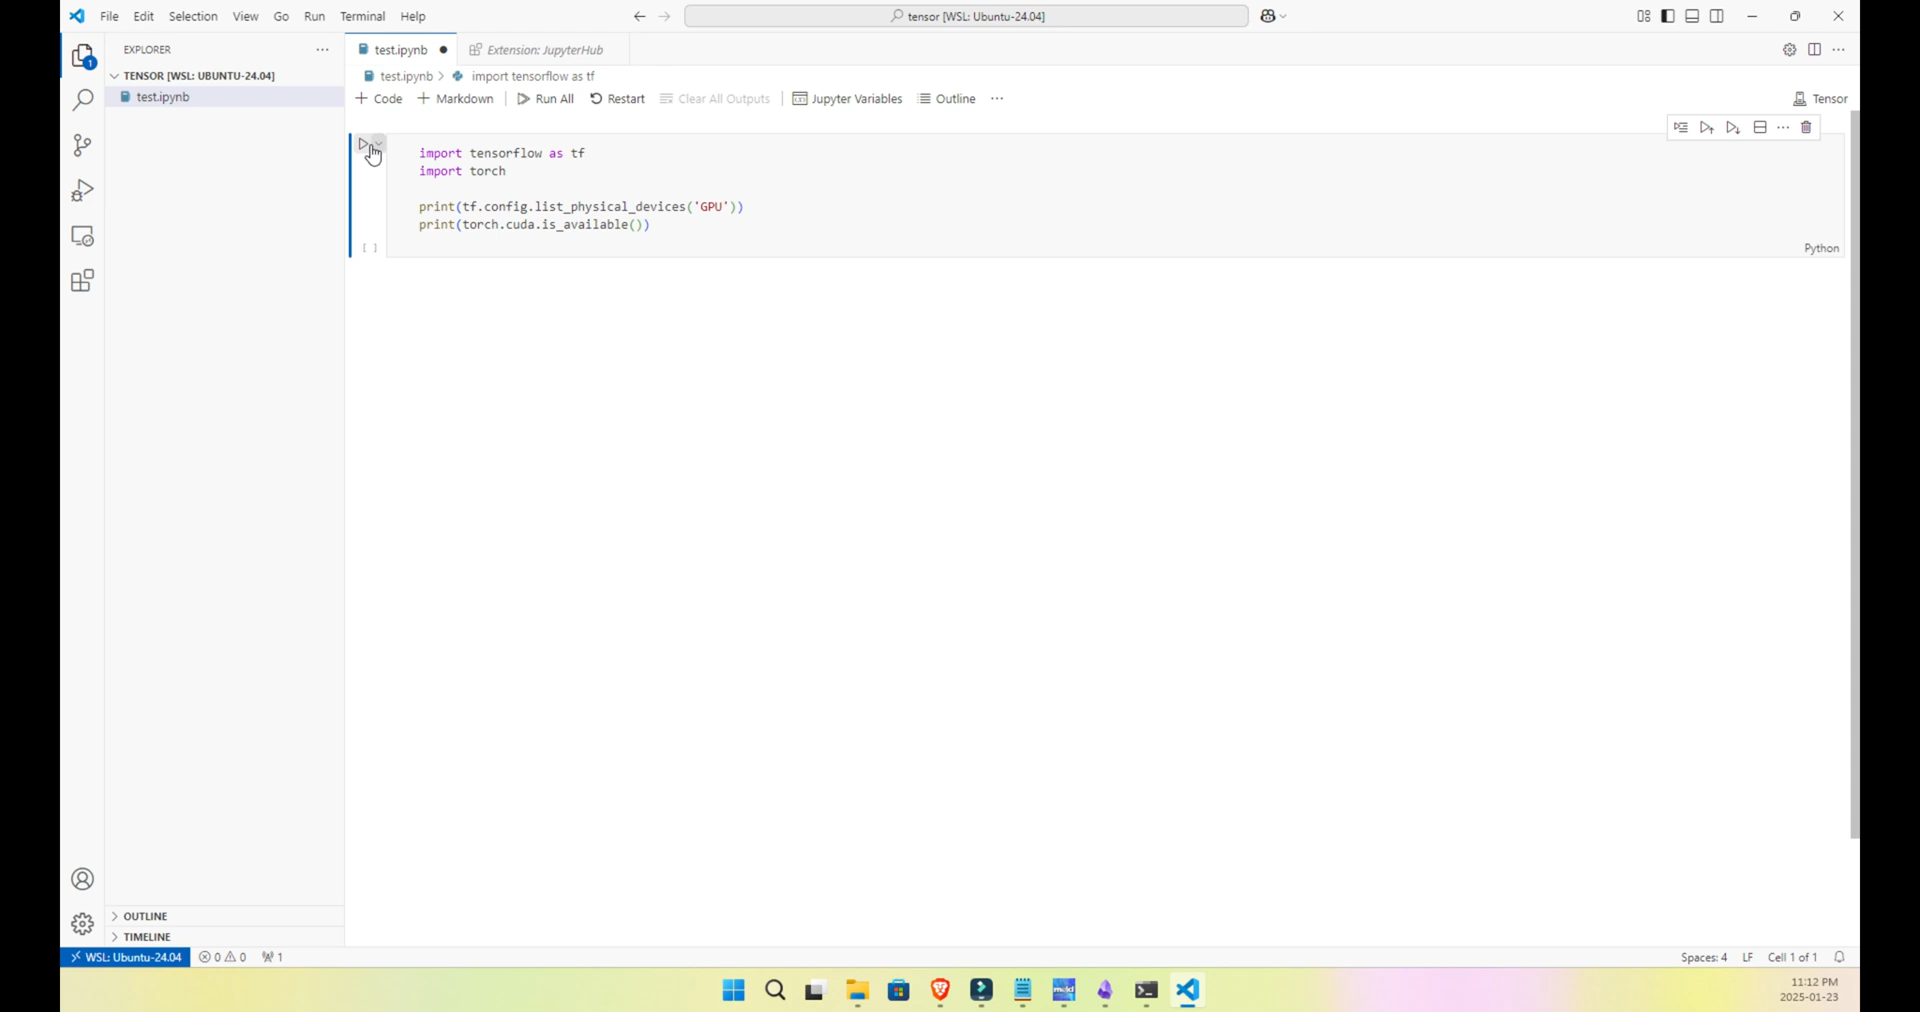 File Edit Selection View Go Run Terminal Help
tensor [WSL: Ubuntu-24.04]
EXPLORER
test.ipynb
Extension: JupyterHub
TENSOR [WSL: UBUNTU-24.04]
test.ipynb > import tensorflow as tf
test.ipynb
1
+ Code + Markdown Run All Restart Clear All Outputs Jupyter Variables Outline ...
Tensor
import tensorflow as tf
import torch
print(tf.config.list_physical_devices('GPU'))
print(torch.cuda.is_available())
[ ]
Python
OUTLINE
TIMELINE
WSL: Ubuntu-24.04 0 0 1
Spaces: 4 LF Cell 1 of 1
meld
11:12 PM
2025-01-23